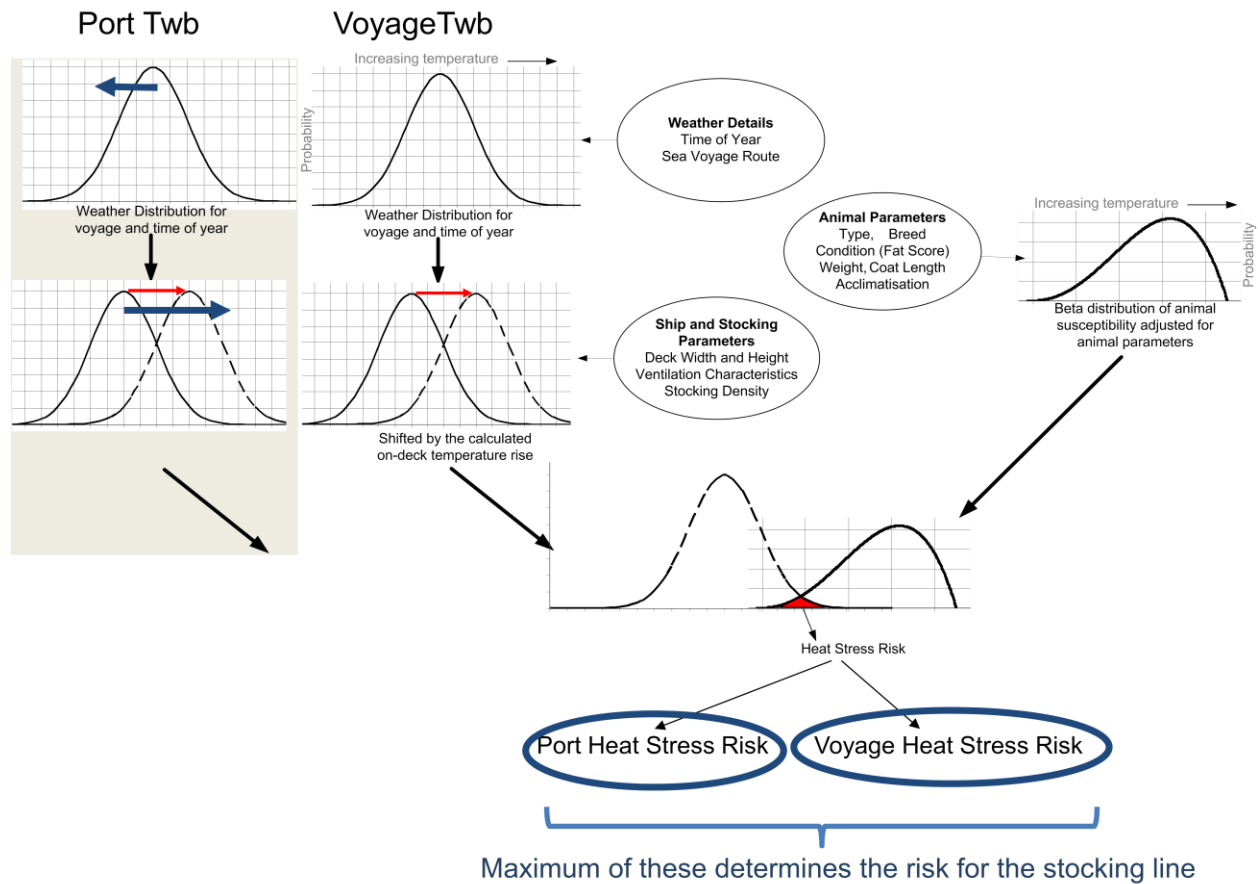 Port Twb
VoyageTwb
Increasing temperature
Probability
Weather Distribution for
voyage and time of year
Weather Distribution for
voyage and time of year
Weather Details
Time of Year
Sea Voyage Route
Animal Parameters
Type, Breed
Condition (Fat Score)
Weight, Coat Length
Acclimatisation
Increasing temperature
Probability
Beta distribution of animal
susceptibility adjusted for
animal parameters
Ship and Stocking
Parameters
Deck Width and Height
Ventilation Characteristics
Stocking Density
Shifted by the calculated
on-deck temperature rise
Heat Stress Risk
Port Heat Stress Risk
Voyage Heat Stress Risk
Maximum of these determines the risk for the stocking line